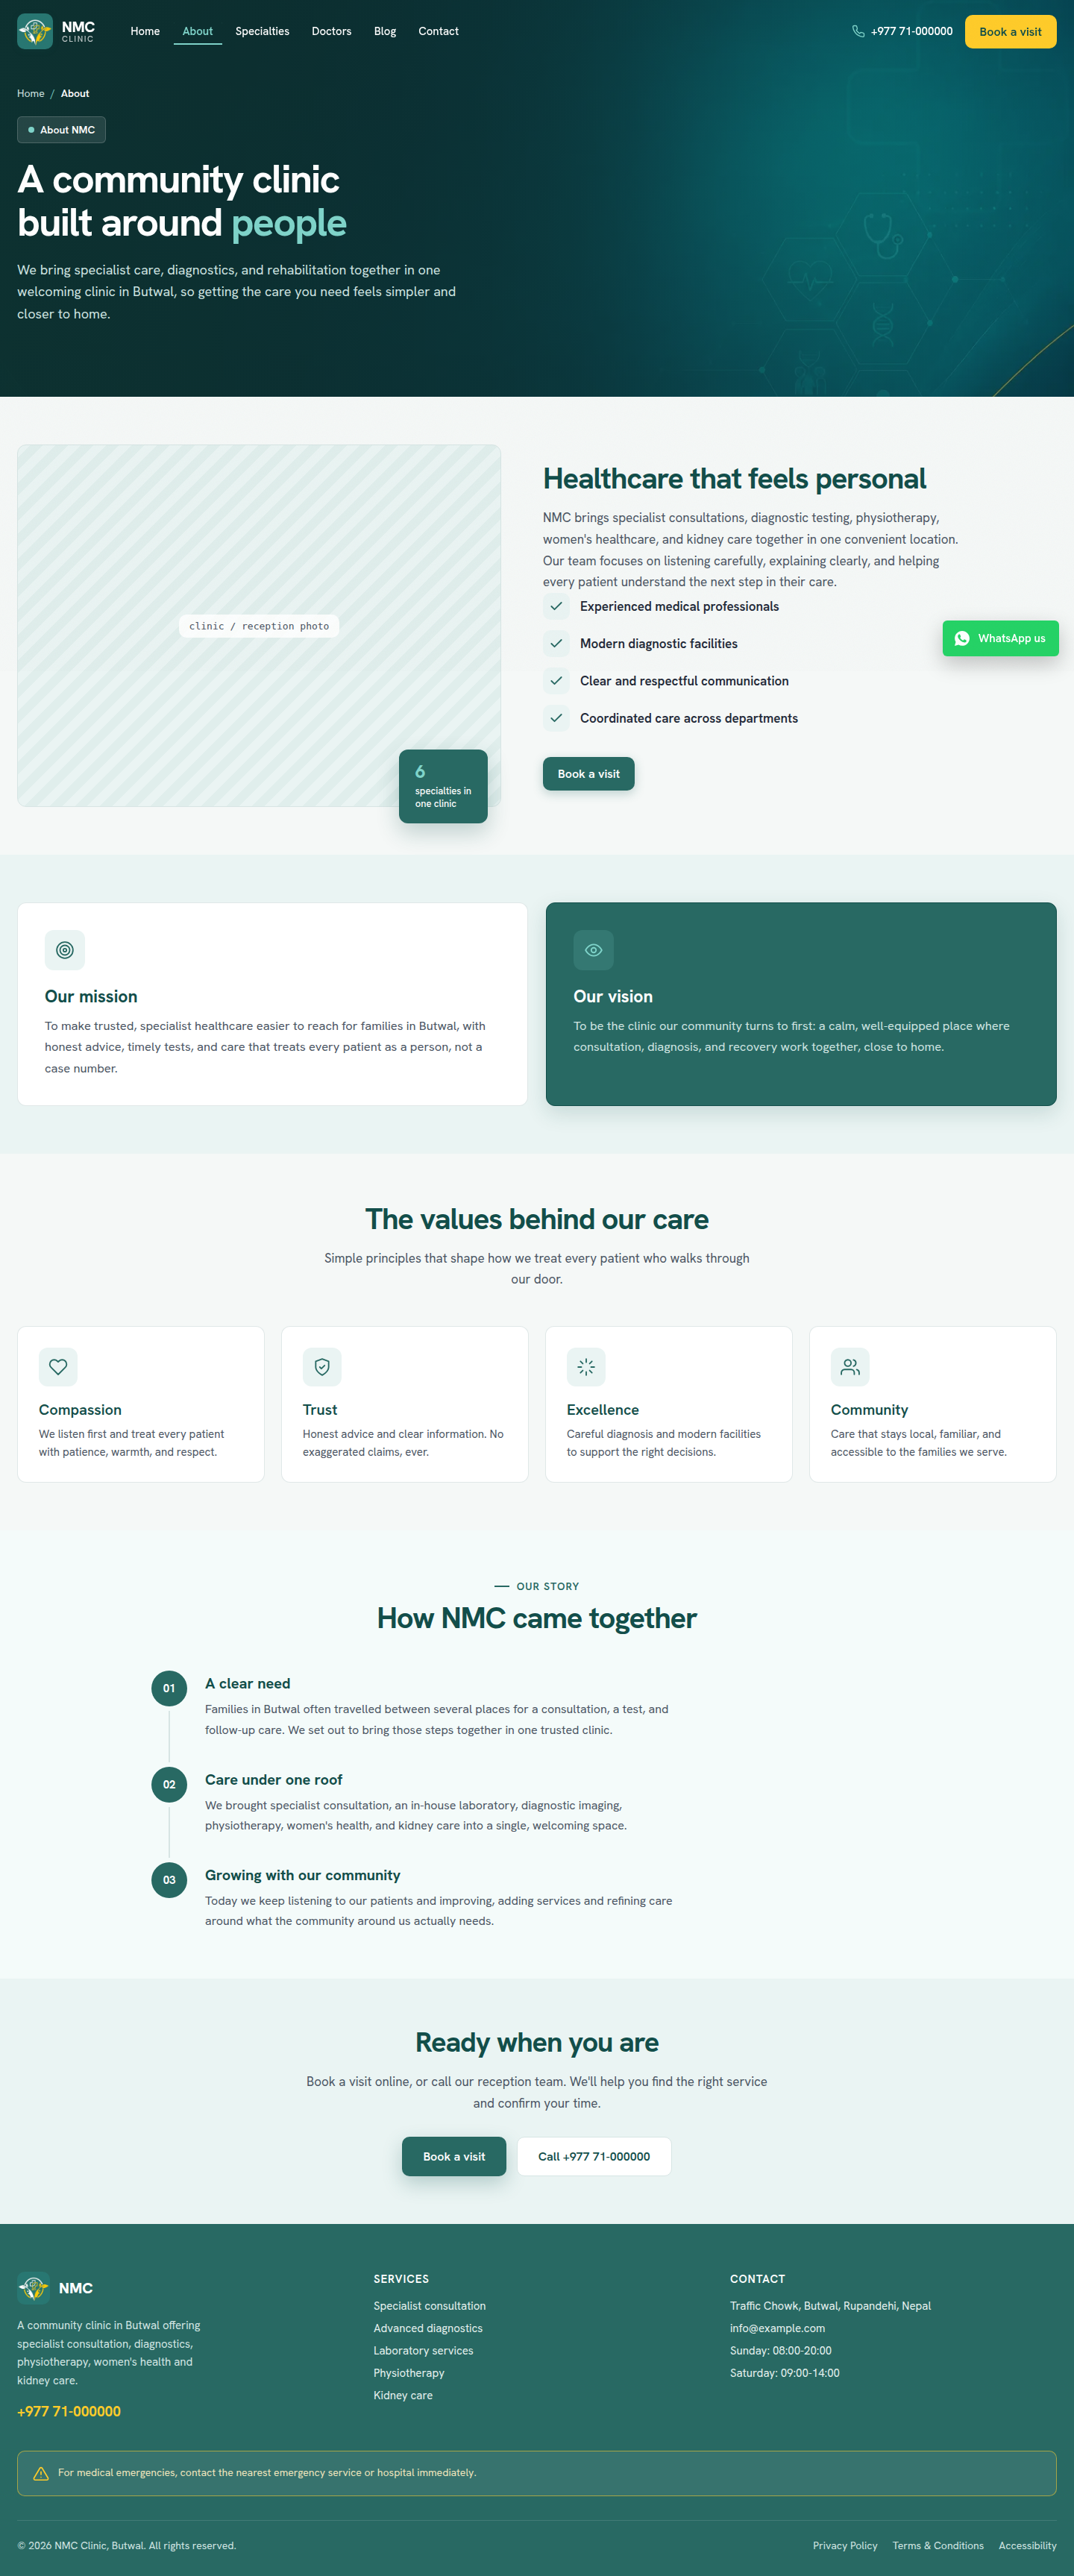 NMC
CLINIC
Home
About
Specialties
Doctors
Blog
Contact
+977 71-000000
Book a visit
Home / About
About NMC
A community clinic
built around people
We bring specialist care, diagnostics, and rehabilitation together in one
welcoming clinic in Butwal, so getting the care you need feels simpler and
closer to home.
clinic / reception photo
6
specialties in
one clinic
Healthcare that feels personal
NMC brings specialist consultations, diagnostic testing, physiotherapy,
women's healthcare, and kidney care together in one convenient location.
Our team focuses on listening carefully, explaining clearly, and helping
every patient understand the next step in their care.
Experienced medical professionals
Modern diagnostic facilities
Clear and respectful communication
Coordinated care across departments
Book a visit
WhatsApp us
Our mission
To make trusted, specialist healthcare easier to reach for families in Butwal, with
honest advice, timely tests, and care that treats every patient as a person, not a
case number.
Our vision
To be the clinic our community turns to first: a calm, well-equipped place where
consultation, diagnosis, and recovery work together, close to home.
The values behind our care
Simple principles that shape how we treat every patient who walks through
our door.
Compassion
We listen first and treat every patient
with patience, warmth, and respect.
Trust
Honest advice and clear information. No
exaggerated claims, ever.
Excellence
Careful diagnosis and modern facilities
to support the right decisions.
Community
Care that stays local, familiar, and
accessible to the families we serve.
OUR STORY
How NMC came together
01
A clear need
Families in Butwal often travelled between several places for a consultation, a test, and
follow-up care. We set out to bring those steps together in one trusted clinic.
02
Care under one roof
We brought specialist consultation, an in-house laboratory, diagnostic imaging,
physiotherapy, women's health, and kidney care into a single, welcoming space.
03
Growing with our community
Today we keep listening to our patients and improving, adding services and refining care
around what the community around us actually needs.
Ready when you are
Book a visit online, or call our reception team. We'll help you find the right service
and confirm your time.
Book a visit
Call +977 71-000000
NMC
A community clinic in Butwal offering
specialist consultation, diagnostics,
physiotherapy, women's health and
kidney care.
+977 71-000000
SERVICES
Specialist consultation
Advanced diagnostics
Laboratory services
Physiotherapy
Kidney care
CONTACT
Traffic Chowk, Butwal, Rupandehi, Nepal
info@example.com
Sunday: 08:00-20:00
Saturday: 09:00-14:00
For medical emergencies, contact the nearest emergency service or hospital immediately.
© 2026 NMC Clinic, Butwal. All rights reserved.
Privacy Policy
Terms & Conditions
Accessibility